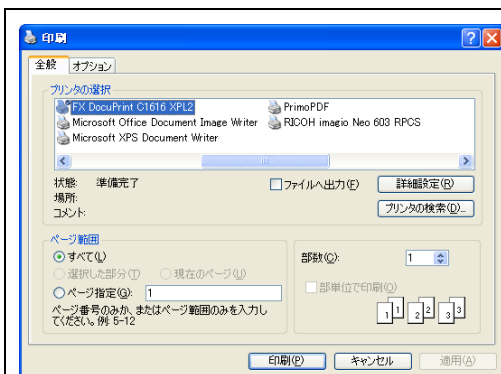 印刷
全般 オプション
プリンタの選択
FX DocuPrint C1616 XPL2 PrimoPDF
Microsoft Office Document Image Writer RICOH imagio Neo 603 RPCS
Microsoft XPS Document Writer
状態: 準備完了 ファイルへ出力(F) 詳細設定(R)
場所:
コメント: プリンタの検索(D)...
ページ範囲
すべて(L) 部数(C): 1
選択した部分(T) 現在のページ(U) 部単位で印刷(O)
ページ指定(G): 1
ページ番号のみか、またはページ範囲のみを入力し
てください。例: 5-12
1 1 2 2 3 3
印刷(P) キャンセル 適用(A)